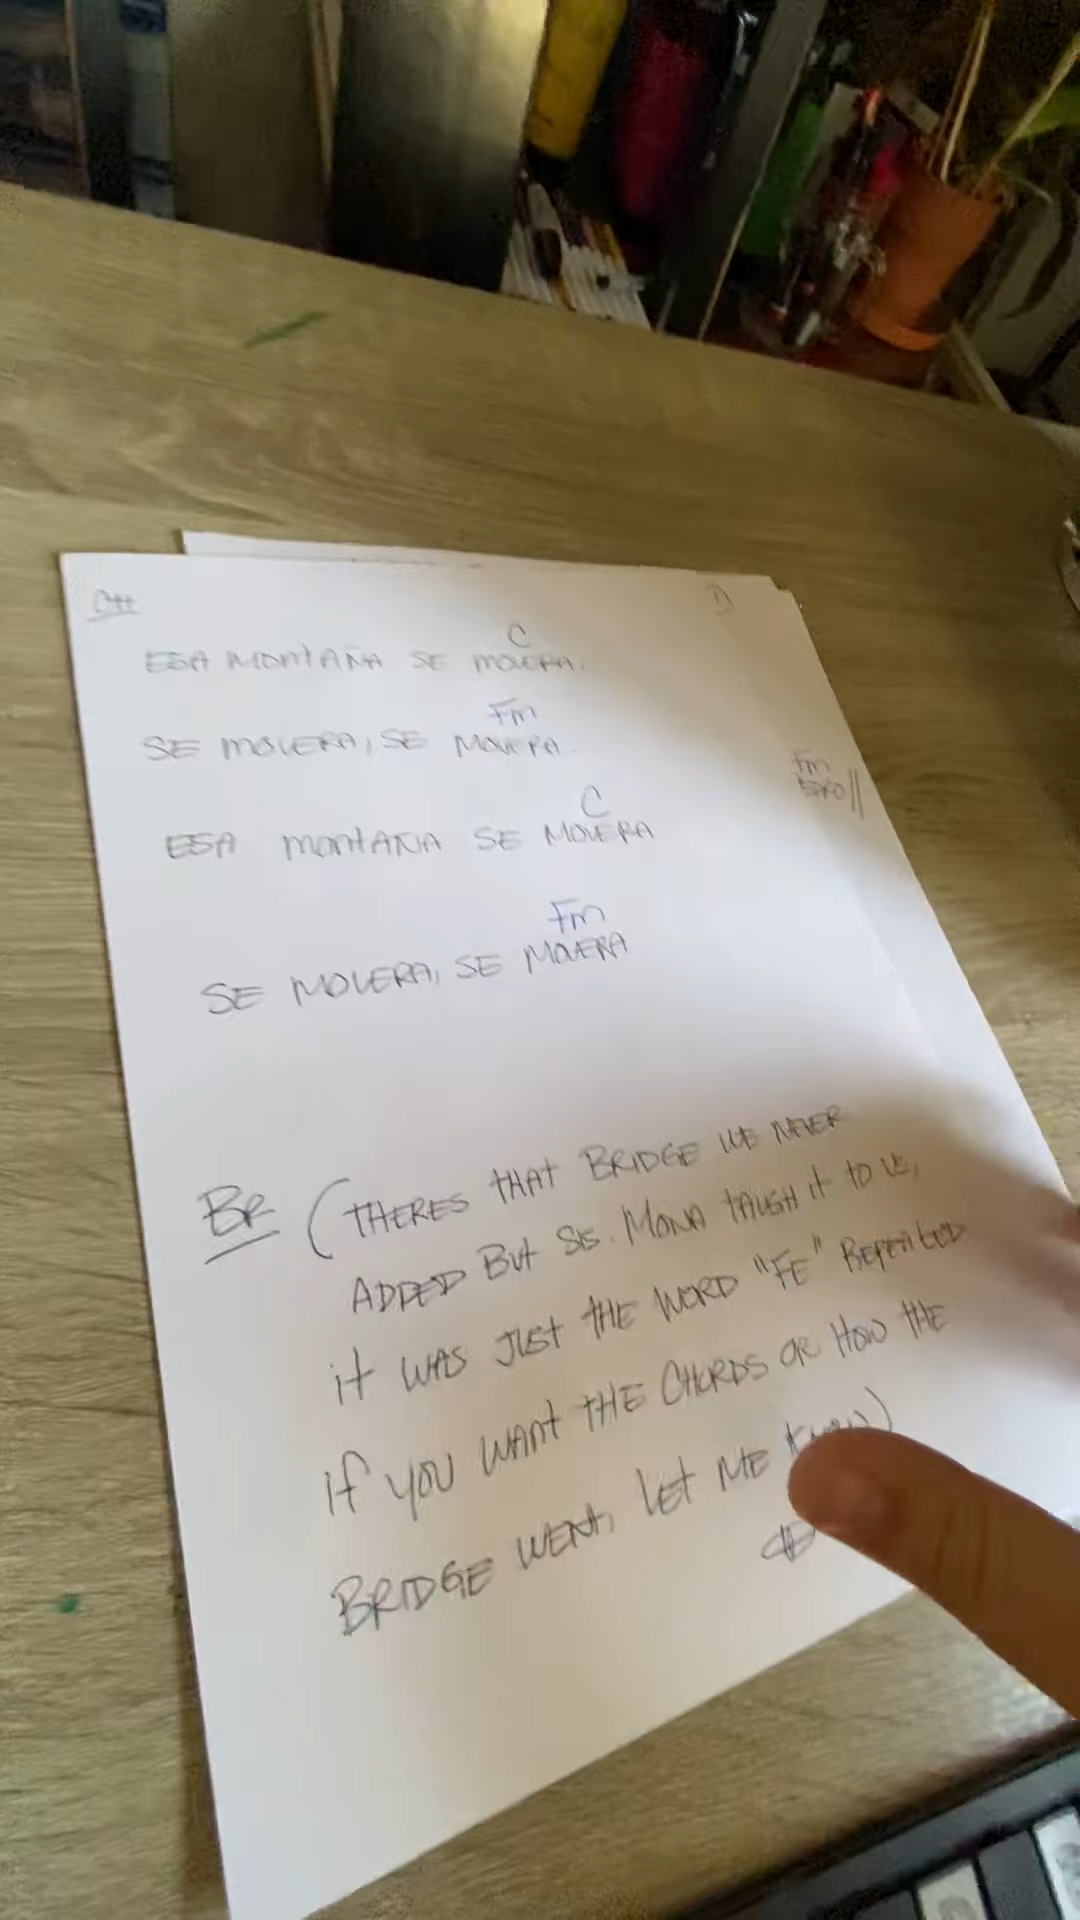 CH
C
ESA MONTAÑA SE MOVERA.
Fm
SE MOVERA, SE MOVERA.
C
ESA MONTAÑA SE MOVERA
Fm
SE MOVERA, SE MOVERA
BR (THERES THAT BRIDGE WE NEVER
ADDED BUT SIS. MONA TAUGH IT TO US,
IT WAS JUST THE WORD "FE" REPEATED
IF YOU WANT THE CHORDS OR HOW THE
BRIDGE WENT, LET ME KNOW)
D
Fm